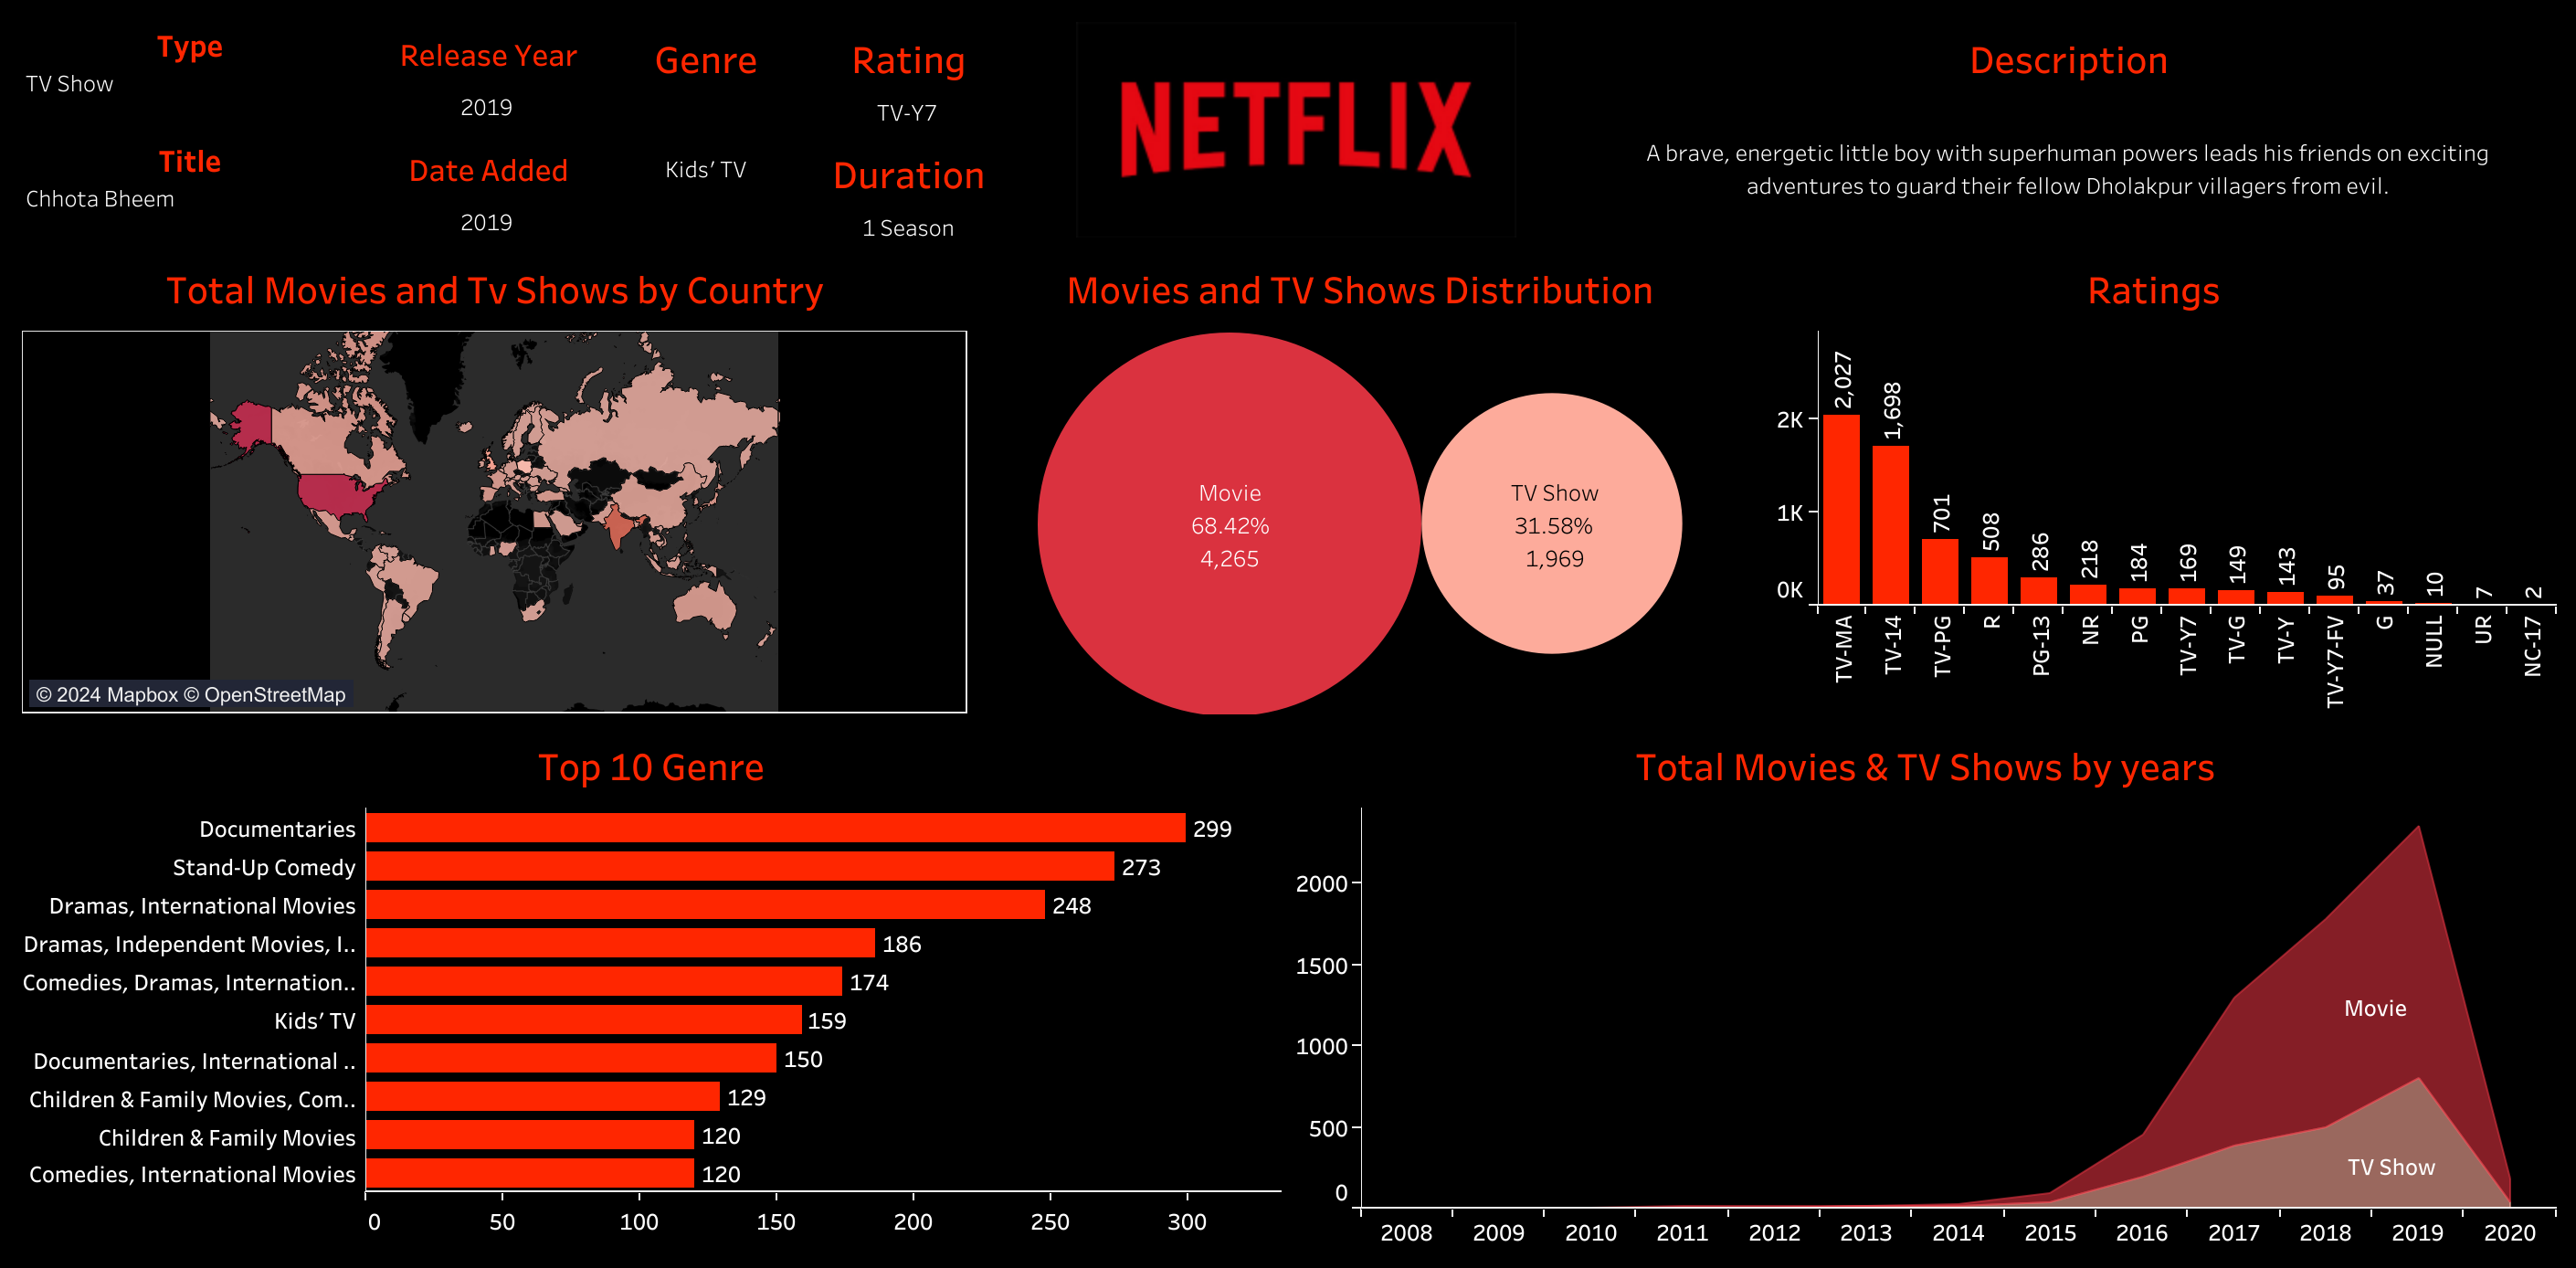 Type
TV Show
Title
Chhota Bheem
Release Year
2019
Date Added
2019
Genre
Kids’ TV
Rating
TV-Y7
Duration
1 Season
NETFLIX
Description
A brave, energetic little boy with superhuman powers leads his friends on exciting
adventures to guard their fellow Dholakpur villagers from evil.
Total Movies and Tv Shows by Country
© 2024 Mapbox © OpenStreetMap
Movies and TV Shows Distribution
Movie
68.42%
4,265
TV Show
31.58%
1,969
Ratings
2K
1K
0K
2,027
1,698
701
508
286
218
184
169
149
143
95
37
10
7
2
TV-MA
TV-14
TV-PG
R
PG-13
NR
PG
TV-Y7
TV-G
TV-Y
TV-Y7-FV
G
NULL
UR
NC-17
Top 10 Genre
Documentaries 299
Stand-Up Comedy 273
Dramas, International Movies 248
Dramas, Independent Movies, I.. 186
Comedies, Dramas, Internation.. 174
Kids’ TV 159
Documentaries, International .. 150
Children & Family Movies, Com.. 129
Children & Family Movies 120
Comedies, International Movies 120
0 50 100 150 200 250 300
Total Movies & TV Shows by years
2000
1500
1000
500
0
Movie
TV Show
2008 2009 2010 2011 2012 2013 2014 2015 2016 2017 2018 2019 2020